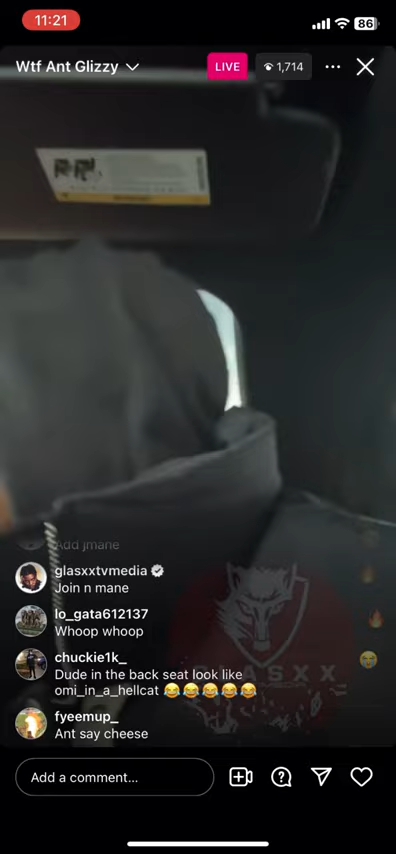 11:21
86
Wtf Ant Glizzy
LIVE
1,714
Add jmane
glasxxtvmedia
Join n mane
lo_gata612137
Whoop whoop
chuckie1k_
Dude in the back seat look like
omi_in_a_hellcat 😂😂😂😂😂
fyeemup_
Ant say cheese
Add a comment...